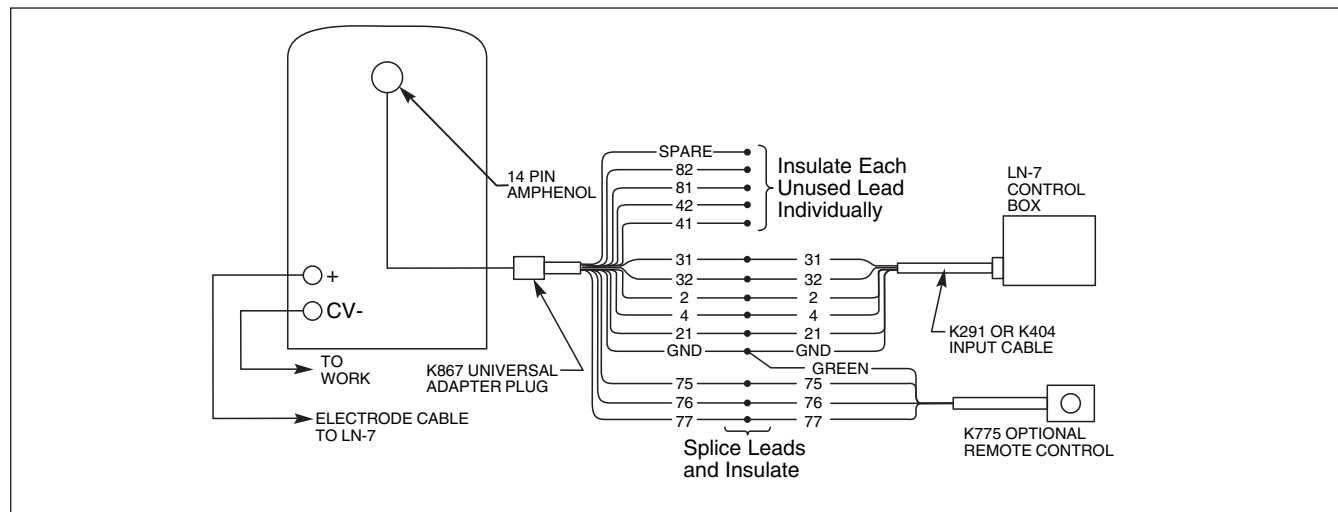 14 PIN
AMPHENOL
+
CV-
TO
WORK
ELECTRODE CABLE
TO LN-7
K867 UNIVERSAL
ADAPTER PLUG
SPARE
82
81
42
41
Insulate Each
Unused Lead
Individually
31 31
32 32
2 2
4 4
21 21
GND GND
GREEN
75 75
76 76
77 77
Splice Leads
and Insulate
LN-7
CONTROL
BOX
K291 OR K404
INPUT CABLE
K775 OPTIONAL
REMOTE CONTROL